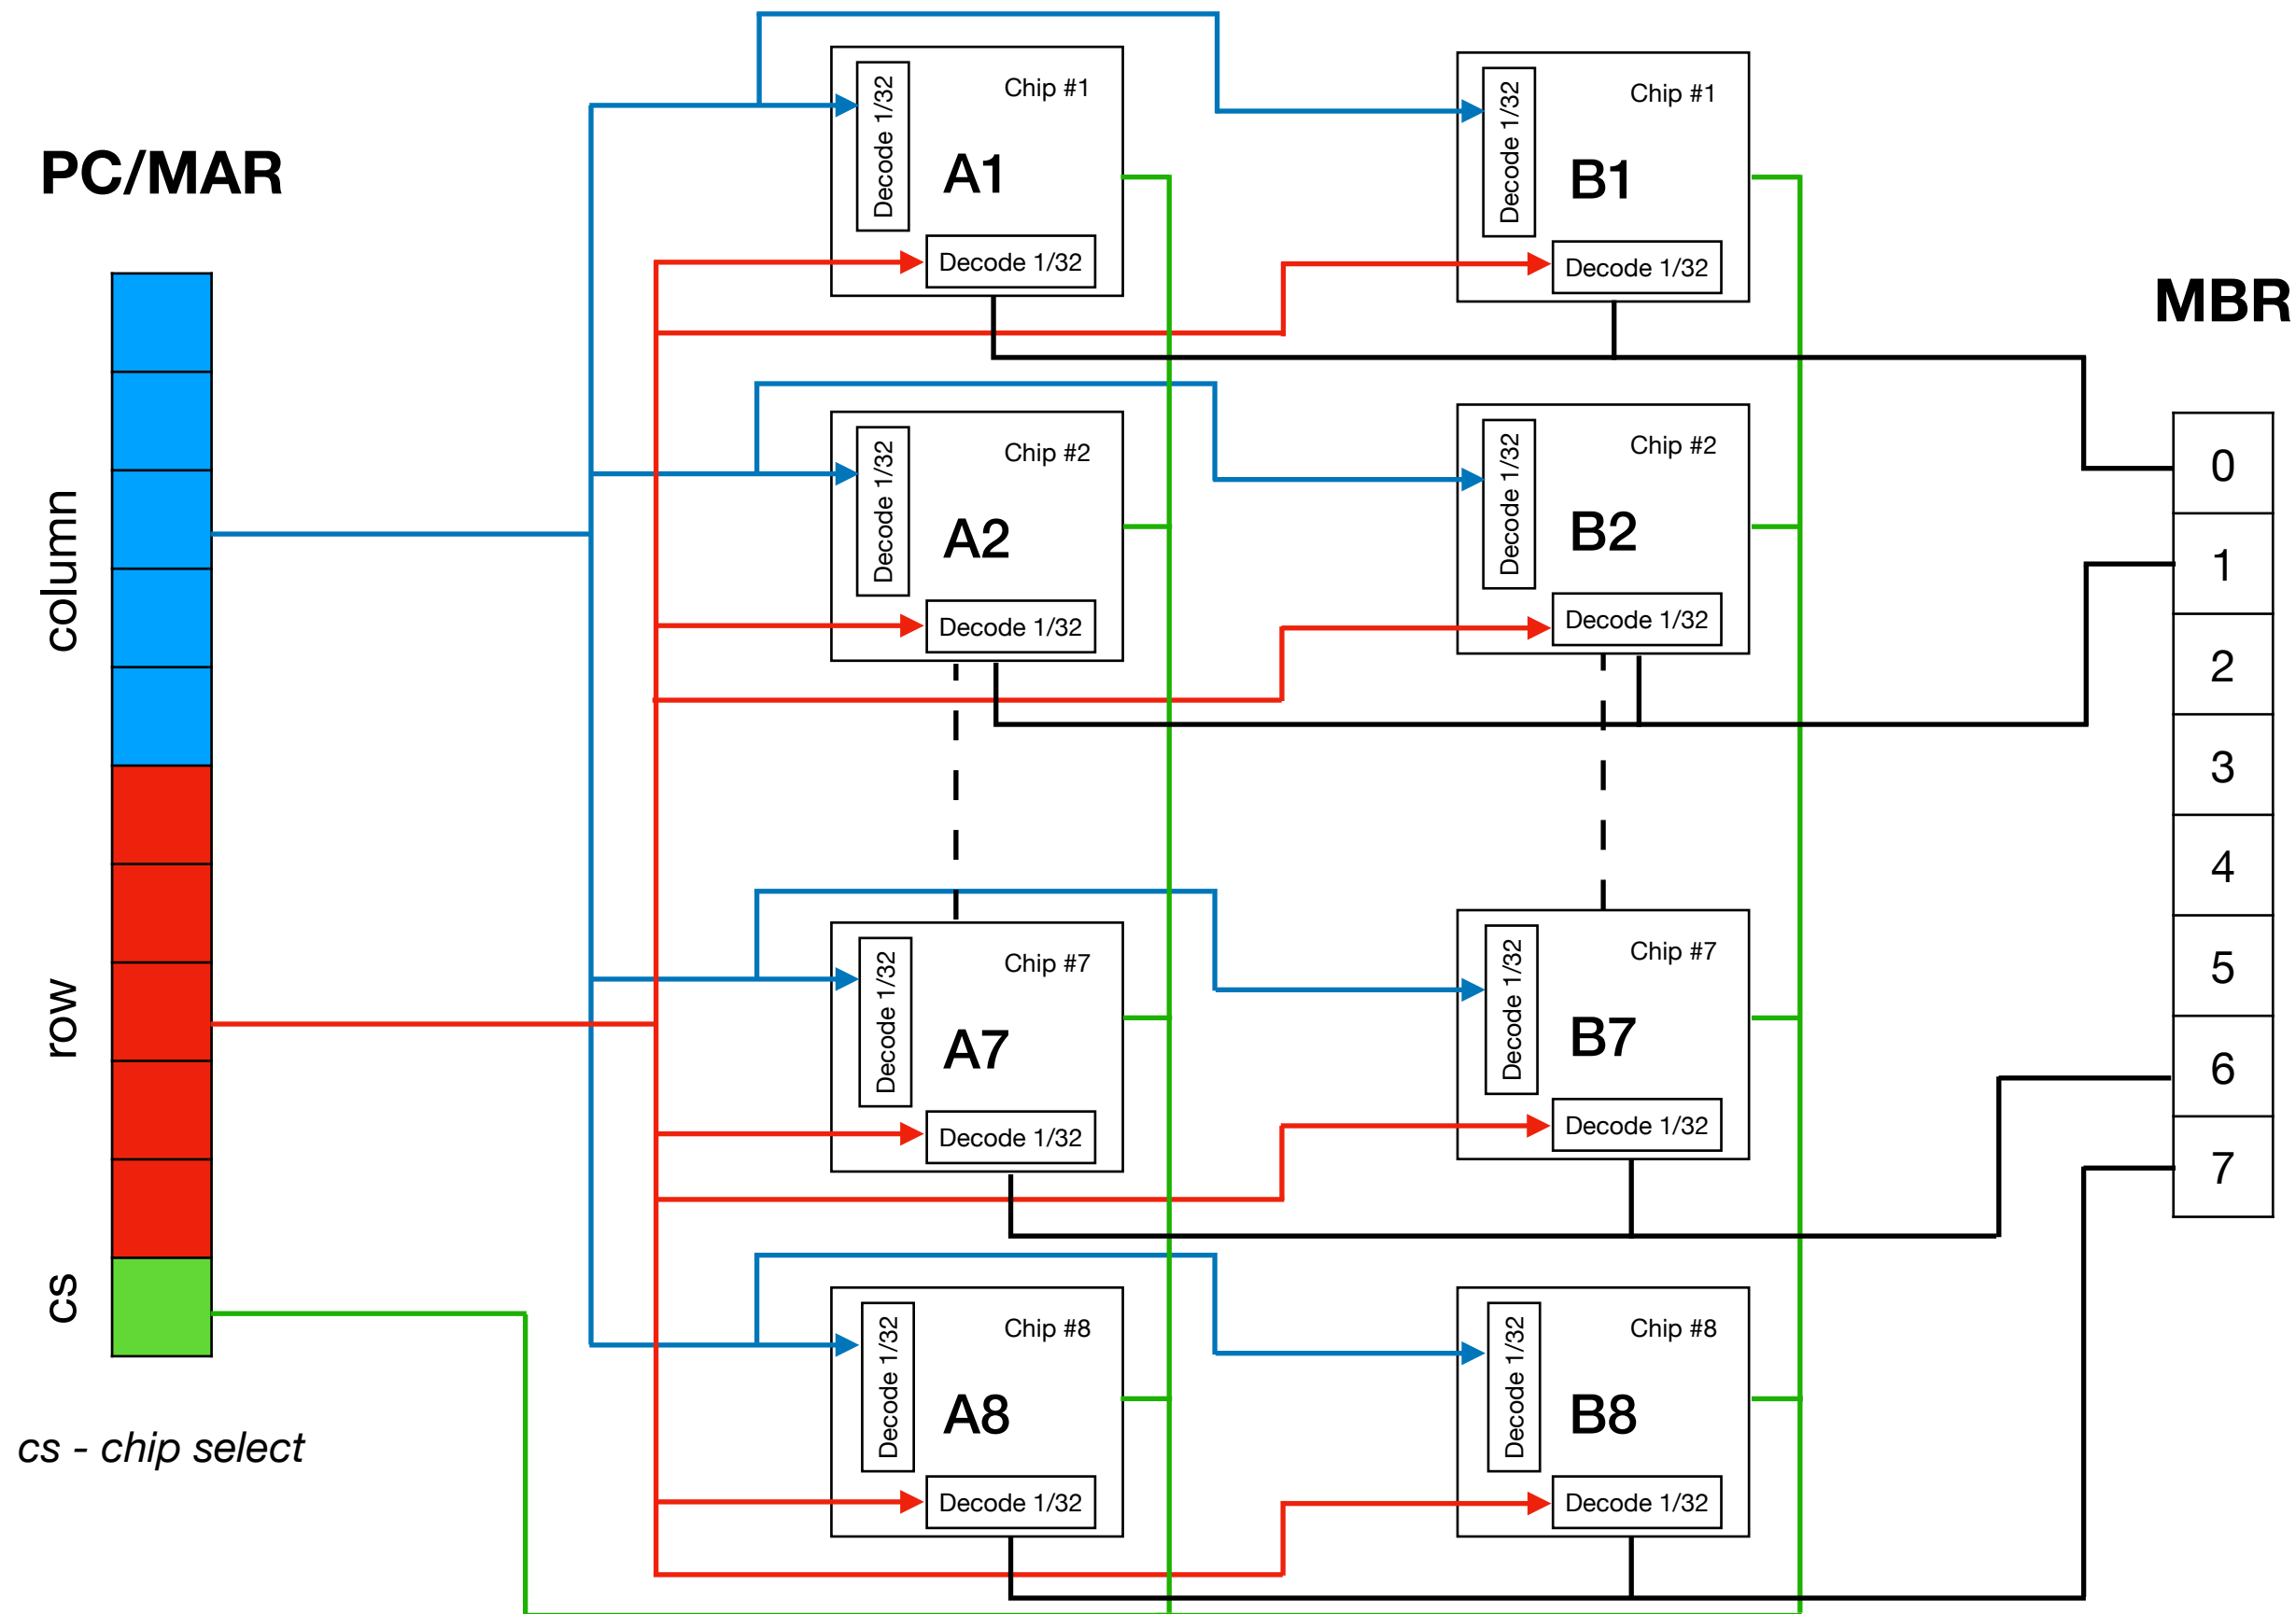 PC/MAR
column
row
cs
cs - chip select
Chip #1
Decode 1/32
A1
Decode 1/32
Chip #1
Decode 1/32
B1
Decode 1/32
Chip #2
Decode 1/32
A2
Decode 1/32
Chip #2
Decode 1/32
B2
Decode 1/32
Chip #7
Decode 1/32
A7
Decode 1/32
Chip #7
Decode 1/32
B7
Decode 1/32
Chip #8
Decode 1/32
A8
Decode 1/32
Chip #8
Decode 1/32
B8
Decode 1/32
MBR
0
1
2
3
4
5
6
7